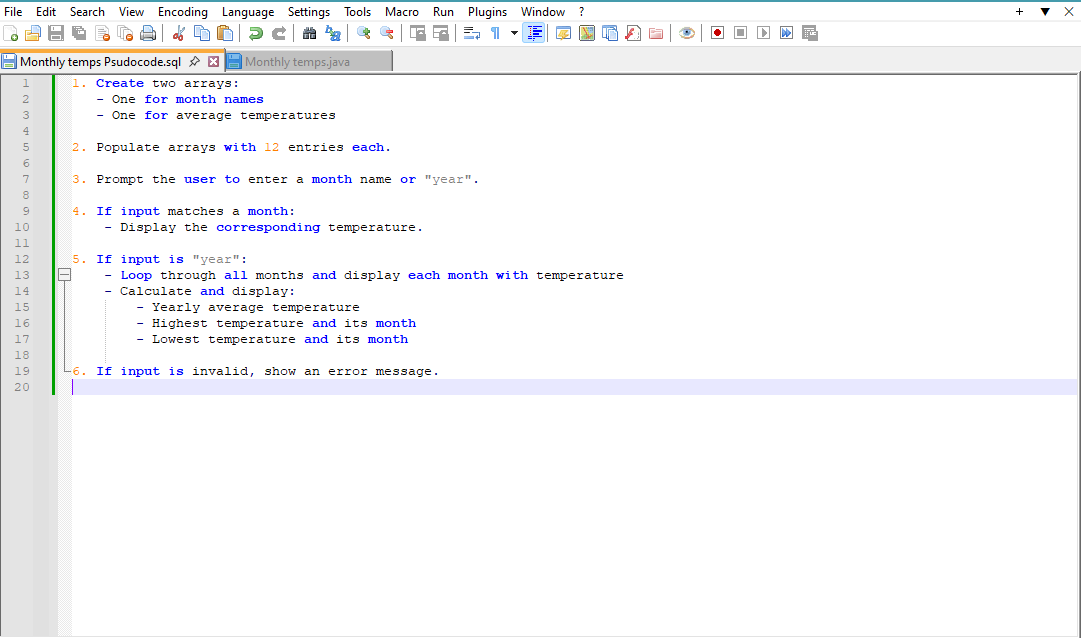 File Edit Search View Encoding Language Settings Tools Macro Run Plugins Window ? + ▼ ✕
Monthly temps Psudocode.sql Monthly temps.java
1 1. Create two arrays:
2 - One for month names
3 - One for average temperatures
4
5 2. Populate arrays with 12 entries each.
6
7 3. Prompt the user to enter a month name or "year".
8
9 4. If input matches a month:
10 - Display the corresponding temperature.
11
12 5. If input is "year":
13 - Loop through all months and display each month with temperature
14 - Calculate and display:
15 - Yearly average temperature
16 - Highest temperature and its month
17 - Lowest temperature and its month
18
19 6. If input is invalid, show an error message.
20